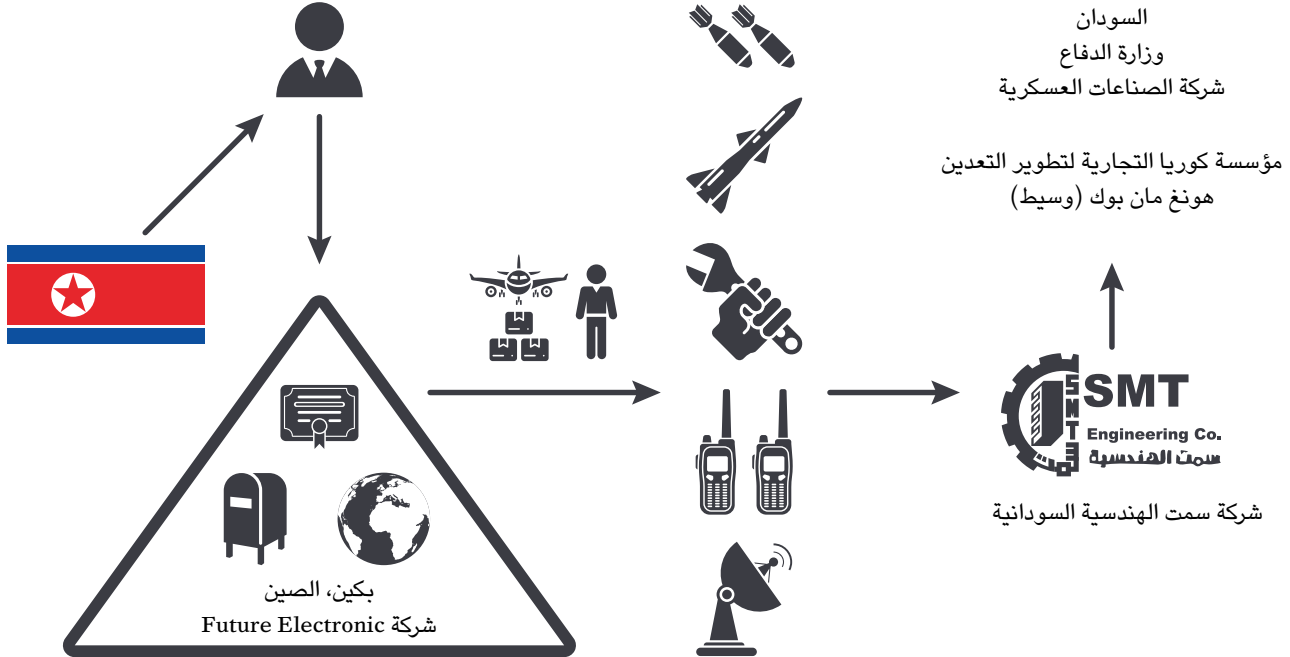 السودان
وزارة الدفاع
شركة الصناعات العسكرية
مؤسسة كوريا التجارية لتطوير التعدين
هونغ مان بوك (وسيط)
SMT
SMT
سمت
Engineering Co.
سمت الهندسية
شركة سمت الهندسية السودانية
بكين، الصين
شركة Future Electronic